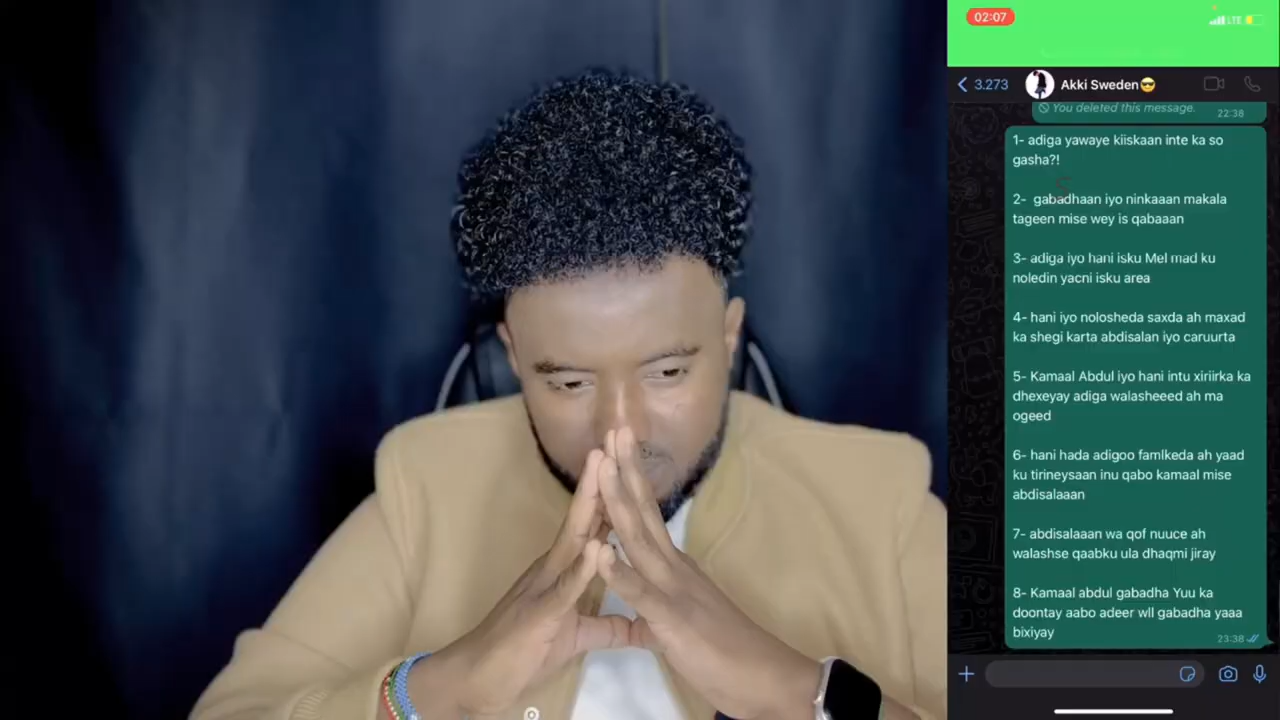 02:07
LTE
3.273
Akki Sweden😎
You deleted this message.
22:38
1- adiga yawaye kiiskaan inte ka so
gasha?!
2- gabadhaan iyo ninkaaan makala
tageen mise wey is qabaaan
3- adiga iyo hani isku Mel mad ku
noledin yacni isku area
4- hani iyo nolosheda saxda ah maxad
ka shegi karta abdisalan iyo caruurta
5- Kamaal Abdul iyo hani intu xiriirka ka
dhexeyay adiga walasheeed ah ma
ogeed
6- hani hada adigoo famlkeda ah yaad
ku tirineysaan inu qabo kamaal mise
abdisalaaan
7- abdisalaaan wa qof nuuce ah
walashse qaabku ula dhaqmi jiray
8- Kamaal abdul gabadha Yuu ka
doontay aabo adeer wll gabadha yaaa
bixiyay
23:38